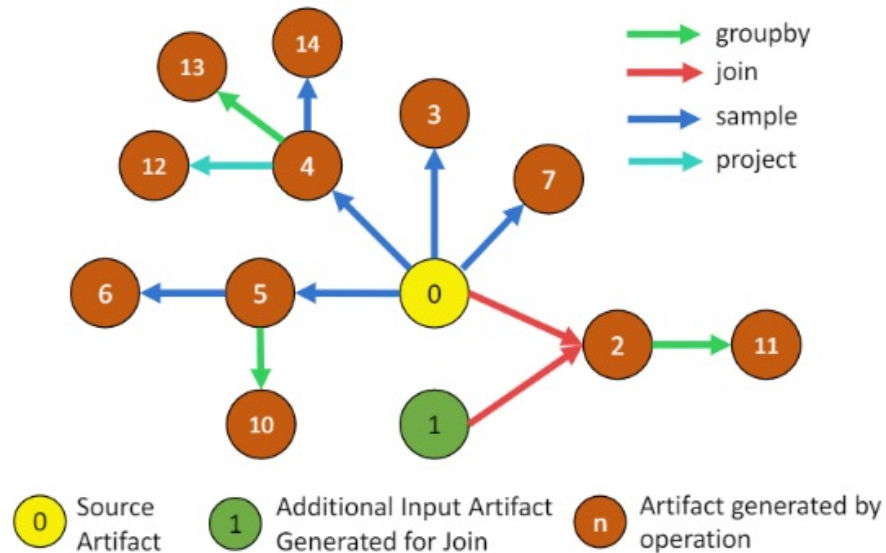 14
groupby
13
join
3
sample
12
4
7
project
6
5
0
2
11
10
1
0
Source
Artifact
1
Additional Input Artifact
Generated for Join
n
Artifact generated by
operation